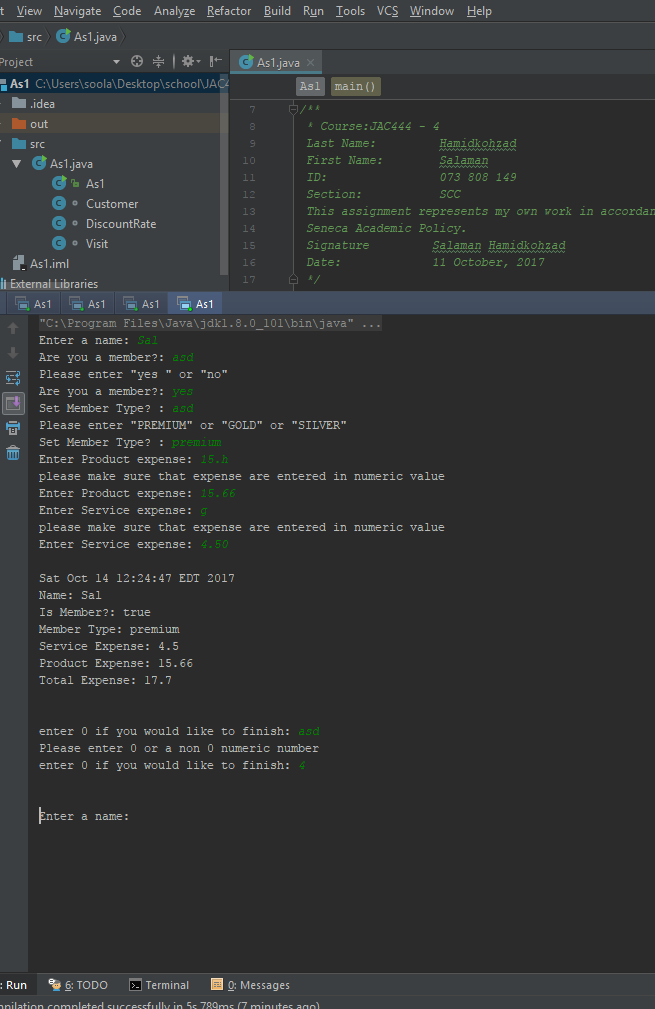 t View Navigate Code Analyze Refactor Build Run Tools VCS Window Help
src As1.java
Project
As1.java
As1 C:\Users\soola\Desktop\school\JAC4
As1 main()
.idea
out
src
As1.java
As1
Customer
DiscountRate
Visit
As1.iml
External Libraries
7 /**
8 * Course:JAC444 - 4
9 Last Name: Hamidkohzad
10 First Name: Salaman
11 ID: 073 808 149
12 Section: SCC
13 This assignment represents my own work in accordan
14 Seneca Academic Policy.
15 Signature Salaman Hamidkohzad
16 Date: 11 October, 2017
17 */
As1 As1 As1 As1
"C:\Program Files\Java\jdk1.8.0_101\bin\java" ...
Enter a name: Sal
Are you a member?: asd
Please enter "yes " or "no"
Are you a member?: yes
Set Member Type? : asd
Please enter "PREMIUM" or "GOLD" or "SILVER"
Set Member Type? : premium
Enter Product expense: 15.h
please make sure that expense are entered in numeric value
Enter Product expense: 15.66
Enter Service expense: g
please make sure that expense are entered in numeric value
Enter Service expense: 4.50
Sat Oct 14 12:24:47 EDT 2017
Name: Sal
Is Member?: true
Member Type: premium
Service Expense: 4.5
Product Expense: 15.66
Total Expense: 17.7
enter 0 if you would like to finish: asd
Please enter 0 or a non 0 numeric number
enter 0 if you would like to finish: 4
Enter a name:
: Run 6: TODO Terminal 0: Messages
mpilation completed successfully in 5s 789ms (7 minutes ago)